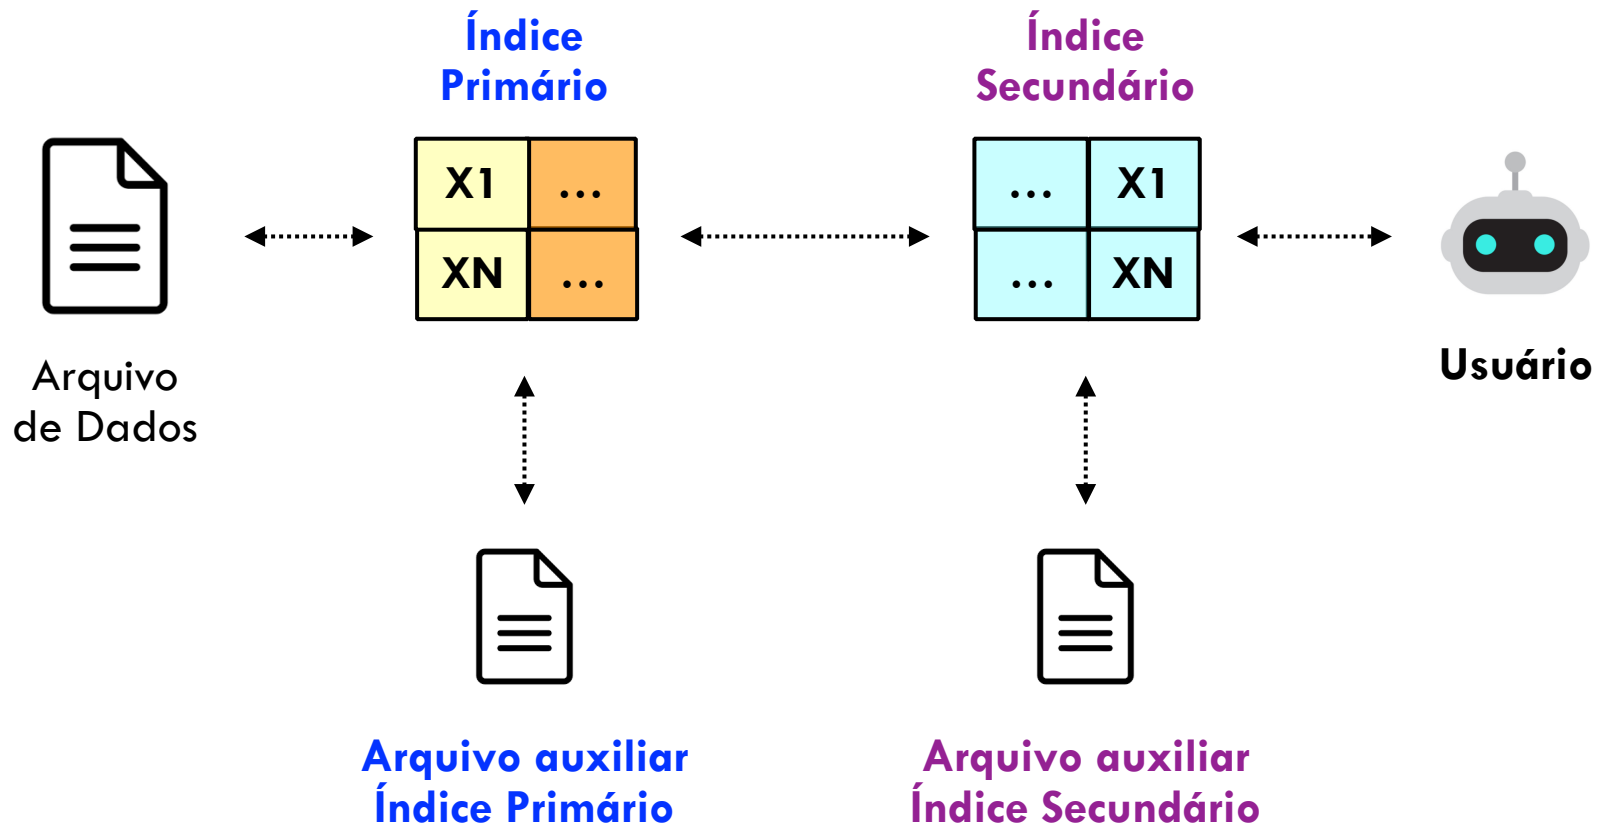 Índice
Primário
Índice
Secundário
X1 ...
XN ...
... X1
... XN
Arquivo
de Dados
Usuário
Arquivo auxiliar
Índice Primário
Arquivo auxiliar
Índice Secundário